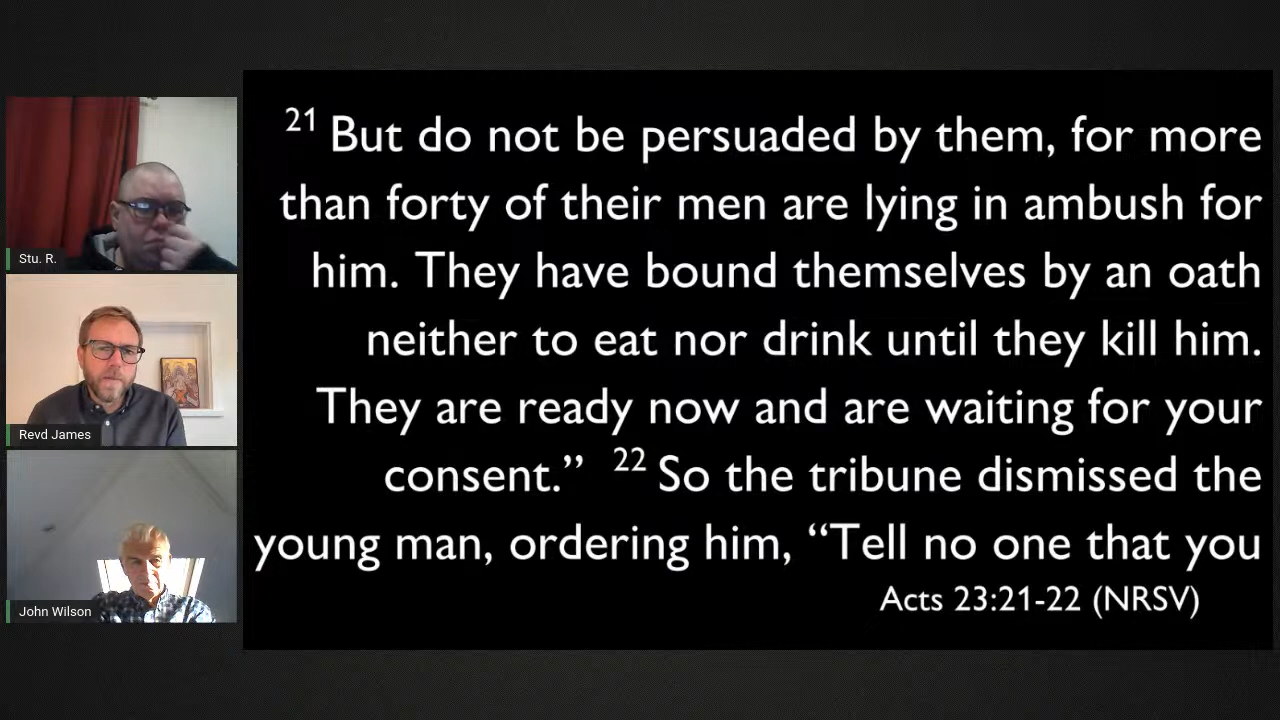 Stu. R.
Revd James
John Wilson
21 But do not be persuaded by them, for more
than forty of their men are lying in ambush for
him. They have bound themselves by an oath
neither to eat nor drink until they kill him.
They are ready now and are waiting for your
consent.” 22 So the tribune dismissed the
young man, ordering him, “Tell no one that you
Acts 23:21-22 (NRSV)